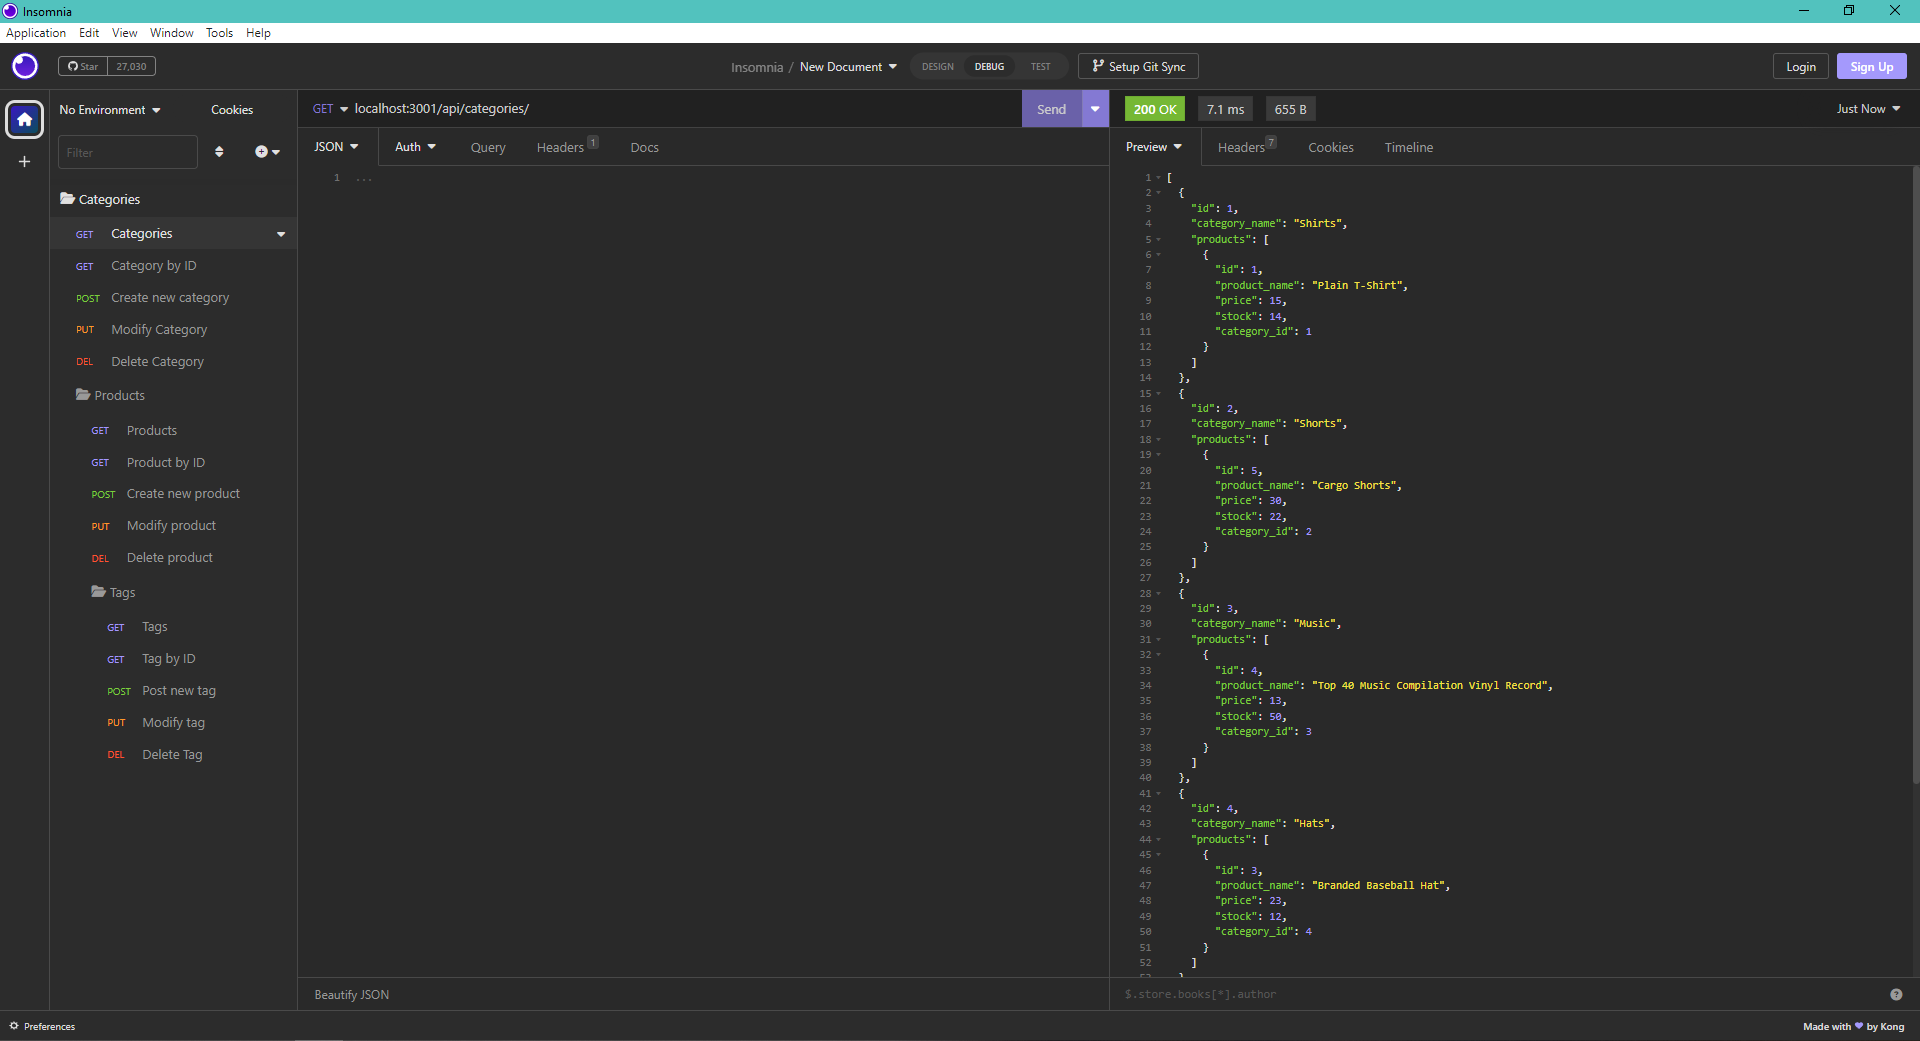 Insomnia
Application Edit View Window Tools Help
Star 27,030
Insomnia / New Document
DESIGN DEBUG TEST
Setup Git Sync
Login Sign Up
No Environment
Cookies
Filter
Categories
GET Categories
GET Category by ID
POST Create new category
PUT Modify Category
DEL Delete Category
Products
GET Products
GET Product by ID
POST Create new product
PUT Modify product
DEL Delete product
Tags
GET Tags
GET Tag by ID
POST Post new tag
PUT Modify tag
DEL Delete Tag
GET localhost:3001/api/categories/
Send
JSON Auth Query Headers 1 Docs
1 ...
Beautify JSON
200 OK 7.1 ms 655 B
Just Now
Preview Headers 7 Cookies Timeline
1 [
2 {
3 "id": 1,
4 "category_name": "Shirts",
5 "products": [
6 {
7 "id": 1,
8 "product_name": "Plain T-Shirt",
9 "price": 15,
10 "stock": 14,
11 "category_id": 1
12 }
13 ]
14 },
15 {
16 "id": 2,
17 "category_name": "Shorts",
18 "products": [
19 {
20 "id": 5,
21 "product_name": "Cargo Shorts",
22 "price": 30,
23 "stock": 22,
24 "category_id": 2
25 }
26 ]
27 },
28 {
29 "id": 3,
30 "category_name": "Music",
31 "products": [
32 {
33 "id": 4,
34 "product_name": "Top 40 Music Compilation Vinyl Record",
35 "price": 13,
36 "stock": 50,
37 "category_id": 3
38 }
39 ]
40 },
41 {
42 "id": 4,
43 "category_name": "Hats",
44 "products": [
45 {
46 "id": 3,
47 "product_name": "Branded Baseball Hat",
48 "price": 23,
49 "stock": 12,
50 "category_id": 4
51 }
52 ]
$.store.books[*].author
Preferences
Made with ♥ by Kong